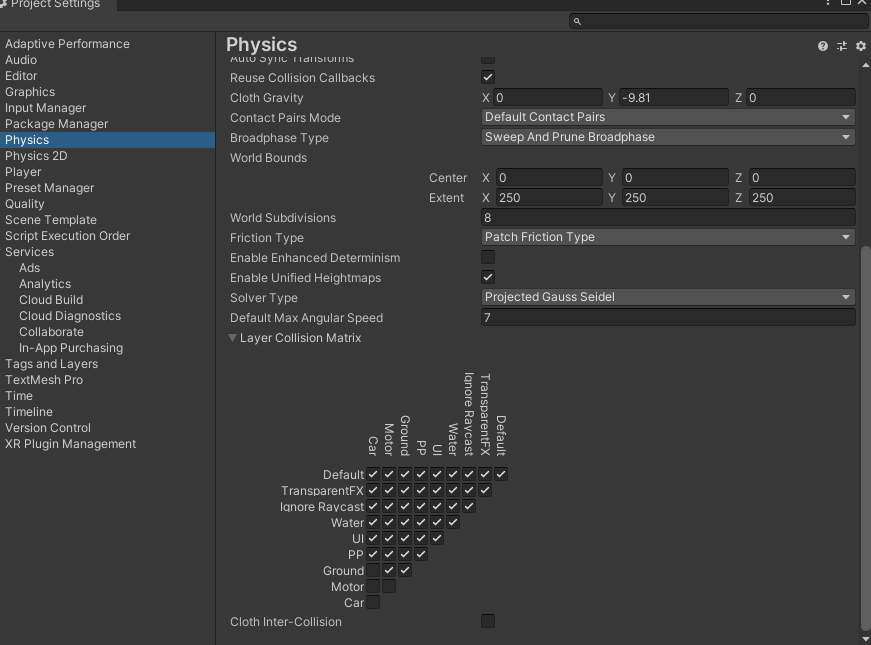 Project Settings
Physics
Adaptive Performance
Audio
Editor
Graphics
Input Manager
Package Manager
Physics
Physics 2D
Player
Preset Manager
Quality
Scene Template
Script Execution Order
Services
Ads
Analytics
Cloud Build
Cloud Diagnostics
Collaborate
In-App Purchasing
Tags and Layers
TextMesh Pro
Time
Timeline
Version Control
XR Plugin Management
Auto Sync Transforms
Reuse Collision Callbacks
Cloth Gravity X 0 Y -9.81 Z 0
Contact Pairs Mode Default Contact Pairs
Broadphase Type Sweep And Prune Broadphase
World Bounds
Center X 0 Y 0 Z 0
Extent X 250 Y 250 Z 250
World Subdivisions 8
Friction Type Patch Friction Type
Enable Enhanced Determinism
Enable Unified Heightmaps
Solver Type Projected Gauss Seidel
Default Max Angular Speed 7
Layer Collision Matrix
Car
Motor
Ground
PP
UI
Water
Ignore Raycast
TransparentFX
Default
Default
TransparentFX
Ignore Raycast
Water
UI
PP
Ground
Motor
Car
Cloth Inter-Collision